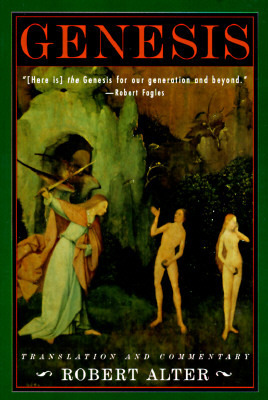 GENESIS
"[Here is] the Genesis for our generation and beyond."
—Robert Fagles
TRANSLATION AND COMMENTARY
ROBERT ALTER